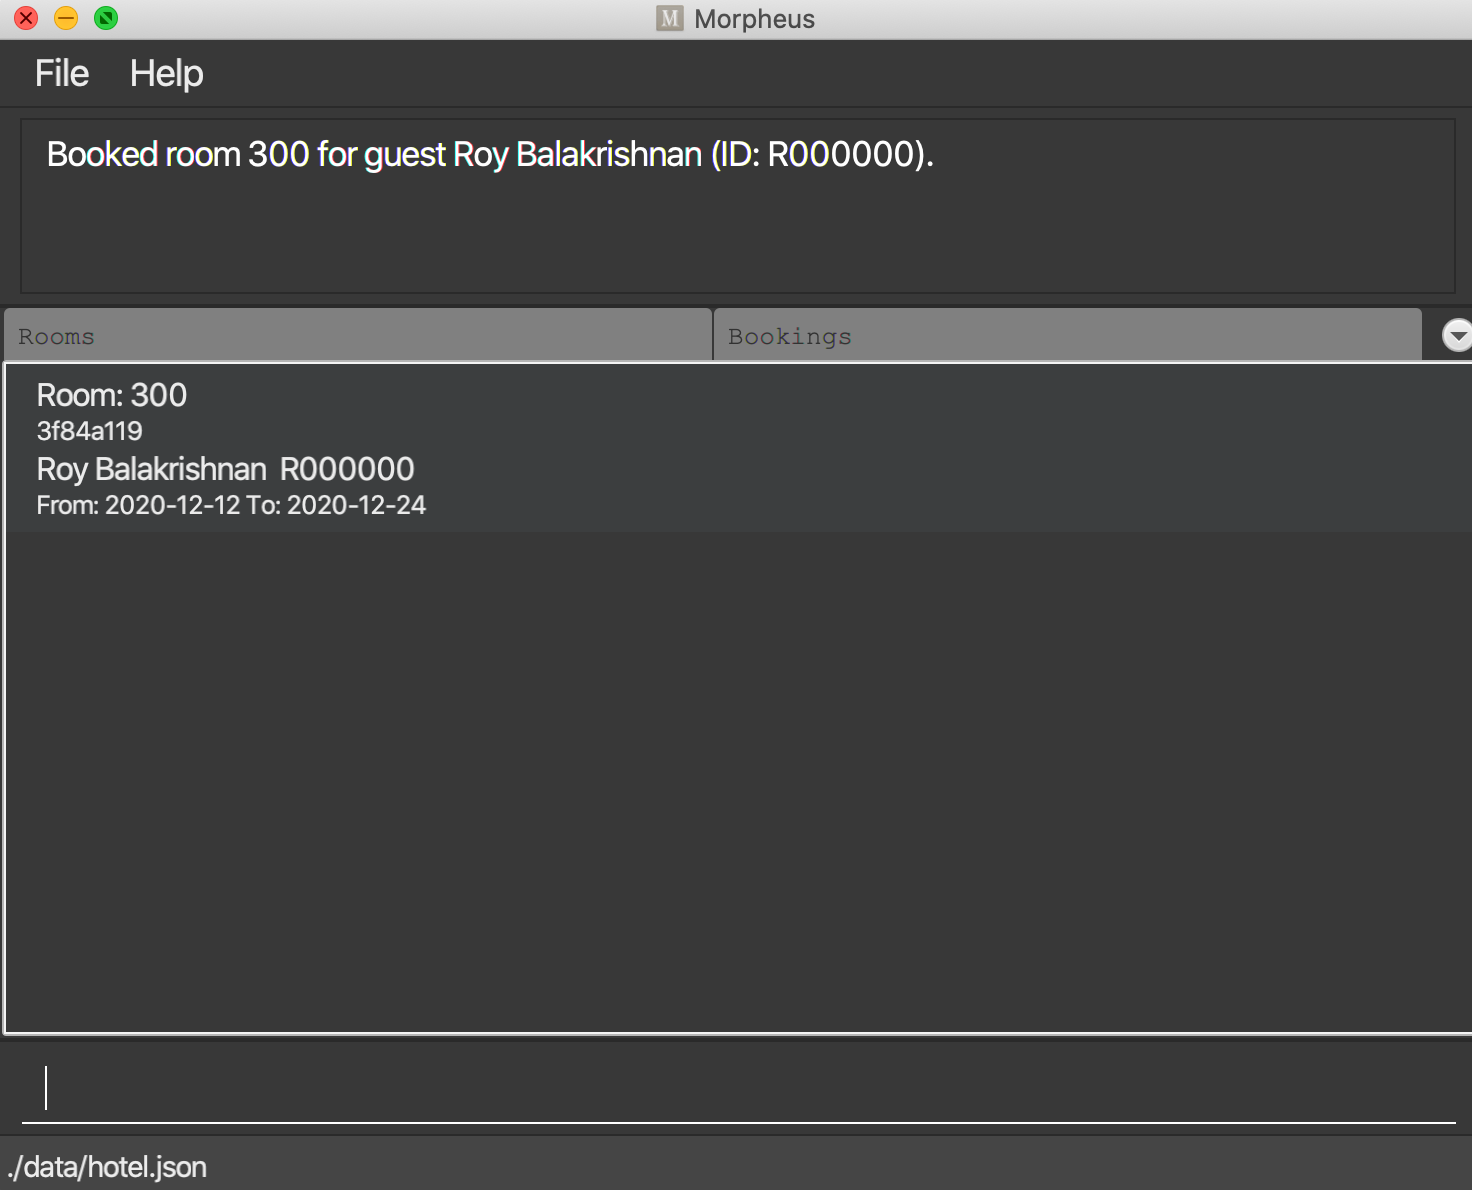 M Morpheus
File Help
Booked room 300 for guest Roy Balakrishnan (ID: R000000).
Rooms Bookings
Room: 300
3f84a119
Roy Balakrishnan R000000
From: 2020-12-12 To: 2020-12-24
./data/hotel.json